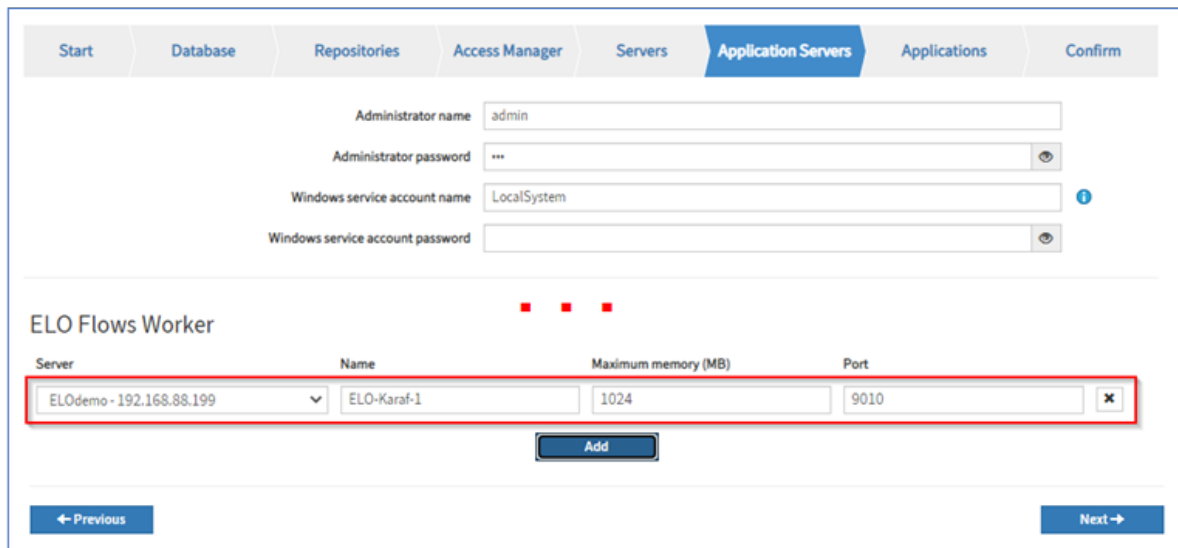 Start Database Repositories Access Manager Servers Application Servers Applications Confirm
Administrator name admin
Administrator password •••
Windows service account name LocalSystem
Windows service account password
ELO Flows Worker
Server Name Maximum memory (MB) Port
ELOdemo - 192.168.88.199 ELO-Karaf-1 1024 9010
Add
Previous Next